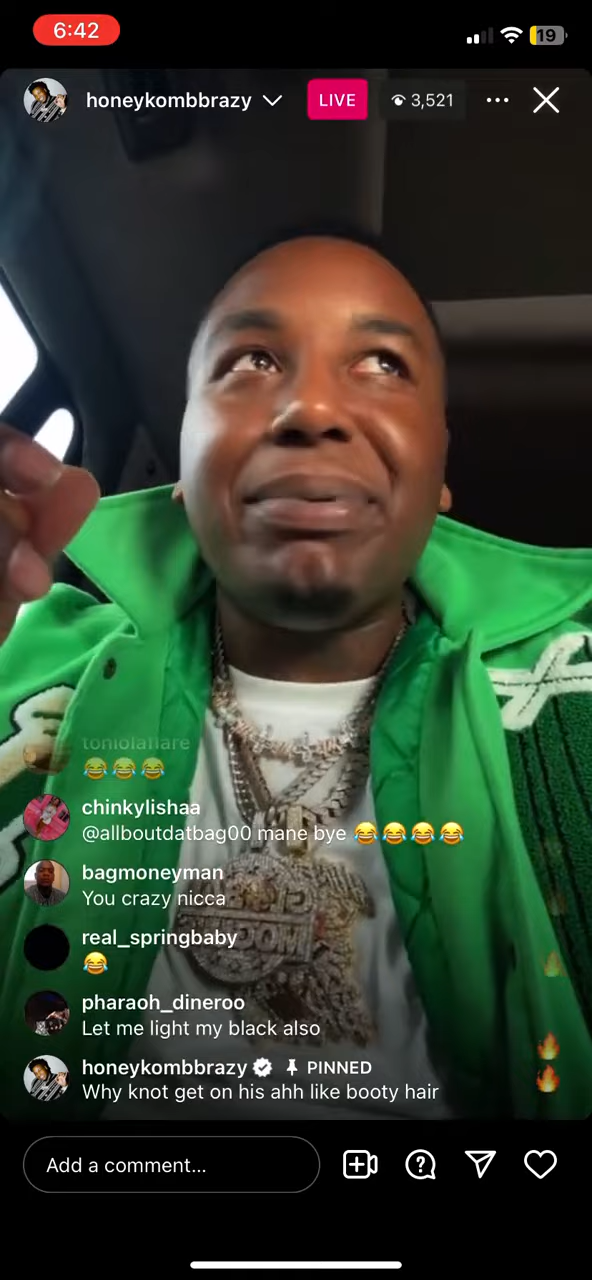 6:42
19
honeykombbrazy
LIVE
3,521
toniolaflare
😂😂😂
chinkylishaa
@allboutdatbag00 mane bye 😂😂😂😂
bagmoneyman
You crazy nicca
real_springbaby
😂
pharaoh_dineroo
Let me light my black also
honeykombbrazy PINNED
Why knot get on his ahh like booty hair
Add a comment...